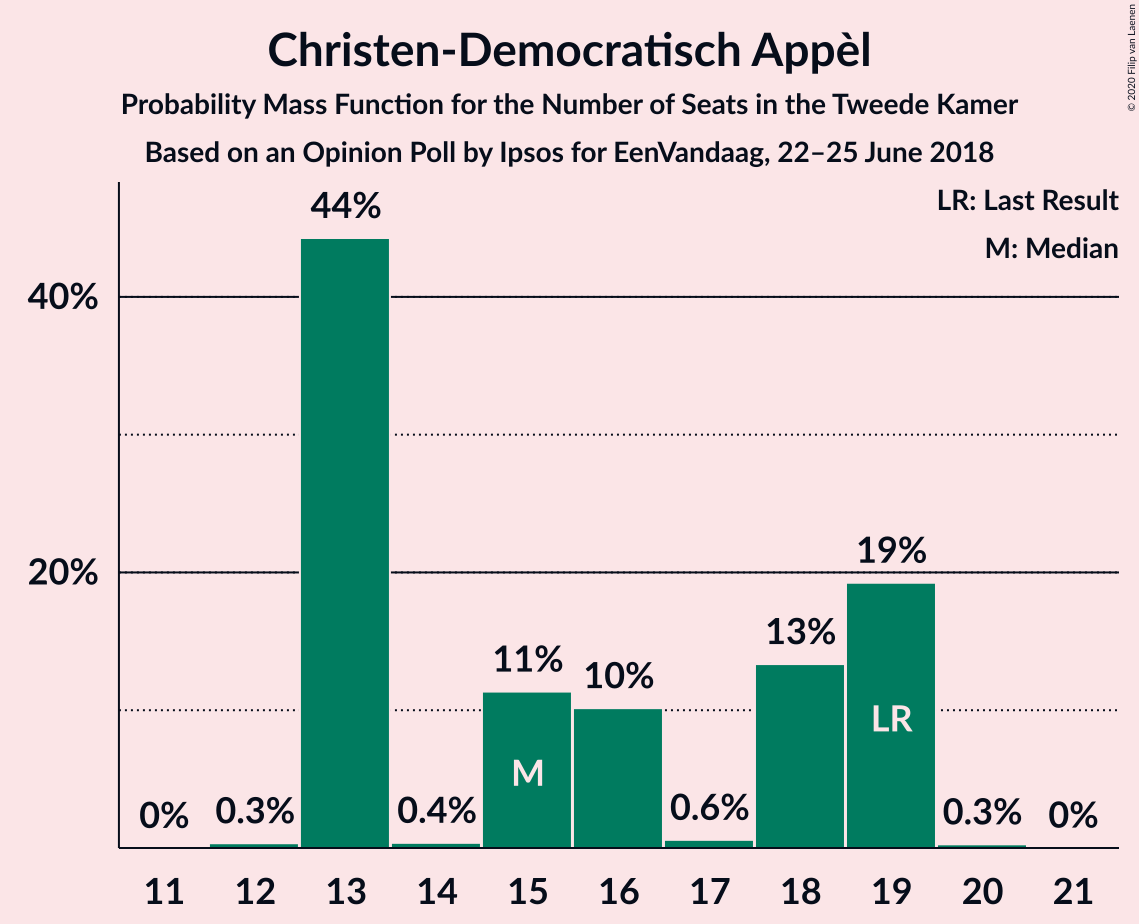 Christen-Democratisch Appèl
Probability Mass Function for the Number of Seats in the Tweede Kamer
Based on an Opinion Poll by Ipsos for EenVandaag, 22–25 June 2018
© 2020 Filip van Laenen
LR: Last Result
M: Median
44%
40%
20%
19%
13%
11%
10%
LR
M
0%
0.3%
0.4%
0.6%
0.3%
0%
11 12 13 14 15 16 17 18 19 20 21